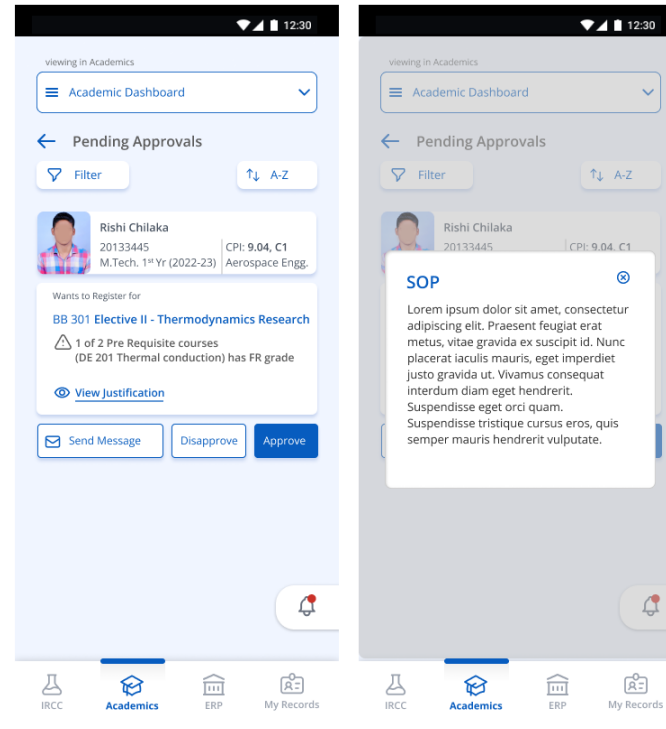 12:30
viewing in Academics
Academic Dashboard
Pending Approvals
Filter
A-Z
Rishi Chilaka
20133445
CPI: 9.04, C1
M.Tech. 1st Yr (2022-23)
Aerospace Engg.
Wants to Register for
BB 301 Elective II - Thermodynamics Research
1 of 2 Pre Requisite courses
(DE 201 Thermal conduction) has FR grade
View Justification
Send Message
Disapprove
Approve
IRCC
Academics
ERP
My Records
12:30
viewing in Academics
Academic Dashboard
Pending Approvals
Filter
A-Z
Rishi Chilaka
20133445
CPI: 9.04, C1
SOP
Lorem ipsum dolor sit amet, consectetur
adipiscing elit. Praesent feugiat erat
metus, vitae gravida ex suscipit id. Nunc
placerat iaculis mauris, eget imperdiet
justo gravida ut. Vivamus consequat
interdum diam eget hendrerit.
Suspendisse eget orci quam.
Suspendisse tristique cursus eros, quis
semper mauris hendrerit vulputate.
IRCC
Academics
ERP
My Records